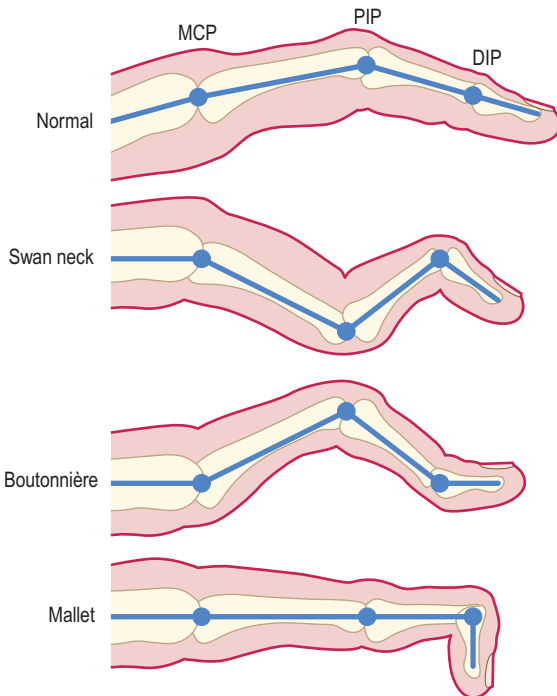 MCP
PIP
DIP
Normal
Swan neck
Boutonnière
Mallet